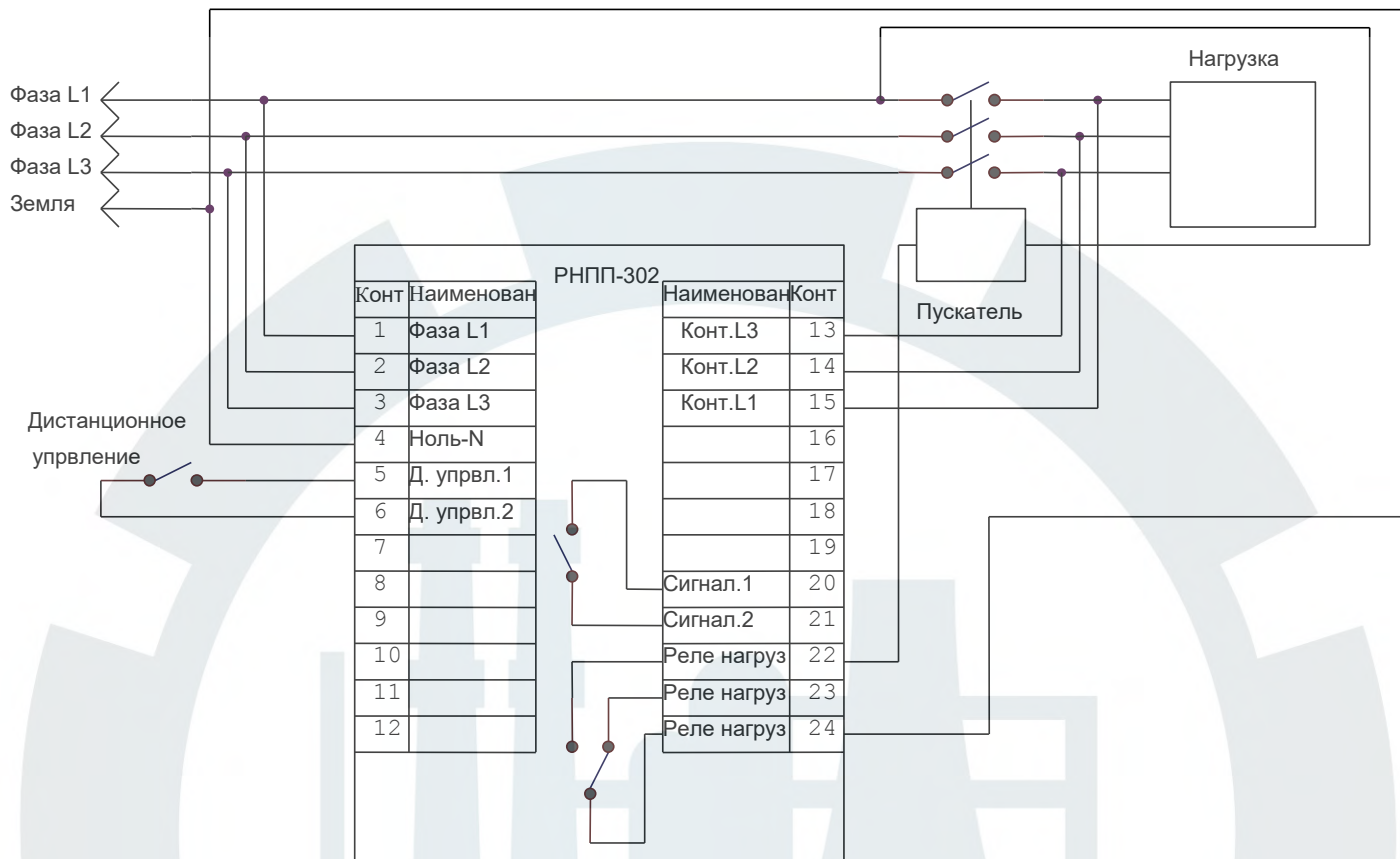 Нагрузка
Фаза L1
Фаза L2
Фаза L3
Земля
РНПП-302
Пускатель
Конт Наименован Наименован Конт
1 Фаза L1 Конт.L3 13
2 Фаза L2 Конт.L2 14
3 Фаза L3 Конт.L1 15
4 Ноль-N 16
5 Д. упрвл.1 17
6 Д. упрвл.2 18
7 19
8 Сигнал.1 20
9 Сигнал.2 21
10 Реле нагруз 22
11 Реле нагруз 23
12 Реле нагруз 24
Дистанционное
упрвление